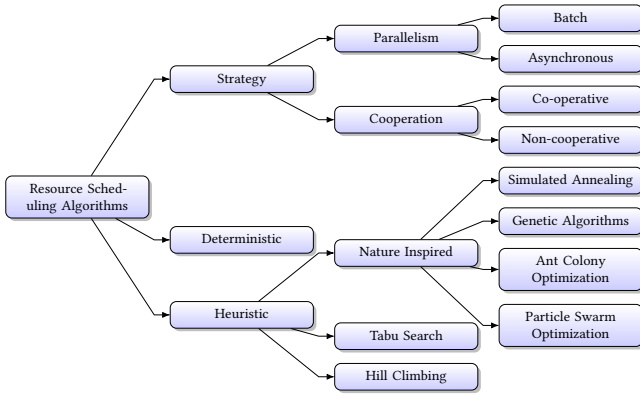 Batch
Parallelism
Asynchronous
Strategy
Co-operative
Cooperation
Non-cooperative
Resource Sched-
uling Algorithms
Simulated Annealing
Genetic Algorithms
Deterministic
Nature Inspired
Ant Colony
Optimization
Heuristic
Particle Swarm
Optimization
Tabu Search
Hill Climbing